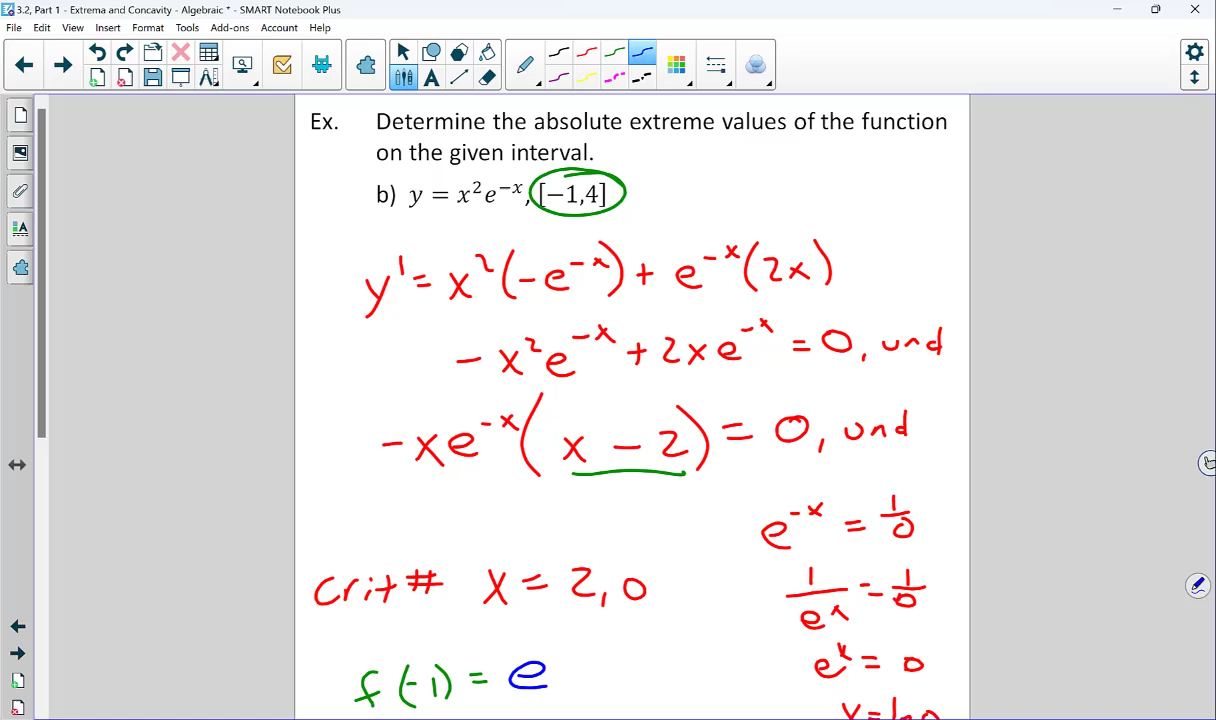 3.2, Part 1 - Extrema and Concavity - Algebraic * - SMART Notebook Plus
File Edit View Insert Format Tools Add-ons Account Help
Ex. Determine the absolute extreme values of the function
on the given interval.
b) y = x²e⁻ˣ, [−1,4]
y' = x²(-e⁻ˣ) + e⁻ˣ(2x)
- x²e⁻ˣ + 2xe⁻ˣ = 0, und
-xe⁻ˣ(x - 2) = 0, und
e⁻ˣ = 1/0
1/eˣ = 1/0
Crit# x = 2, 0
eˣ = 0
f(-1) = e